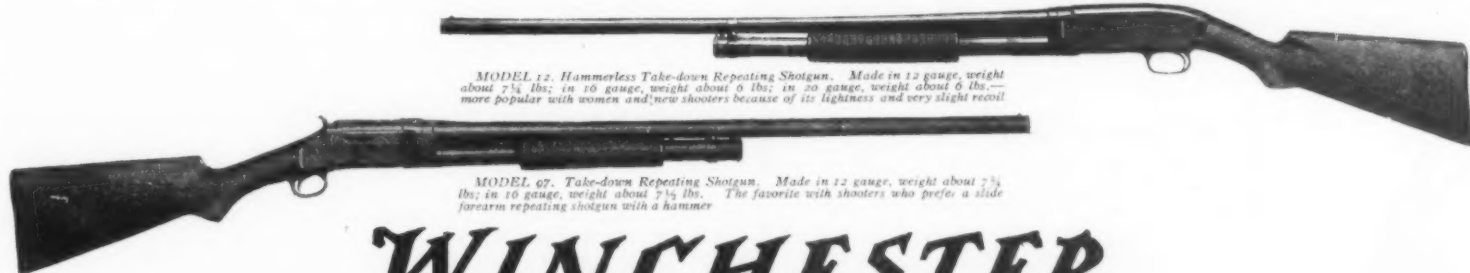 MODEL 12. Hammerless Take-down Repeating Shotgun. Made in 12 gauge, weight
about 7¼ lbs; in 16 gauge, weight about 6 lbs; in 20 gauge, weight about 6 lbs.—
more popular with women and new shooters because of its lightness and very slight recoil
MODEL 97. Take-down Repeating Shotgun. Made in 12 gauge, weight about 7¾
lbs; in 16 gauge, weight about 7½ lbs. The favorite with shooters who prefer a slide
forearm repeating shotgun with a hammer
WINCHESTER